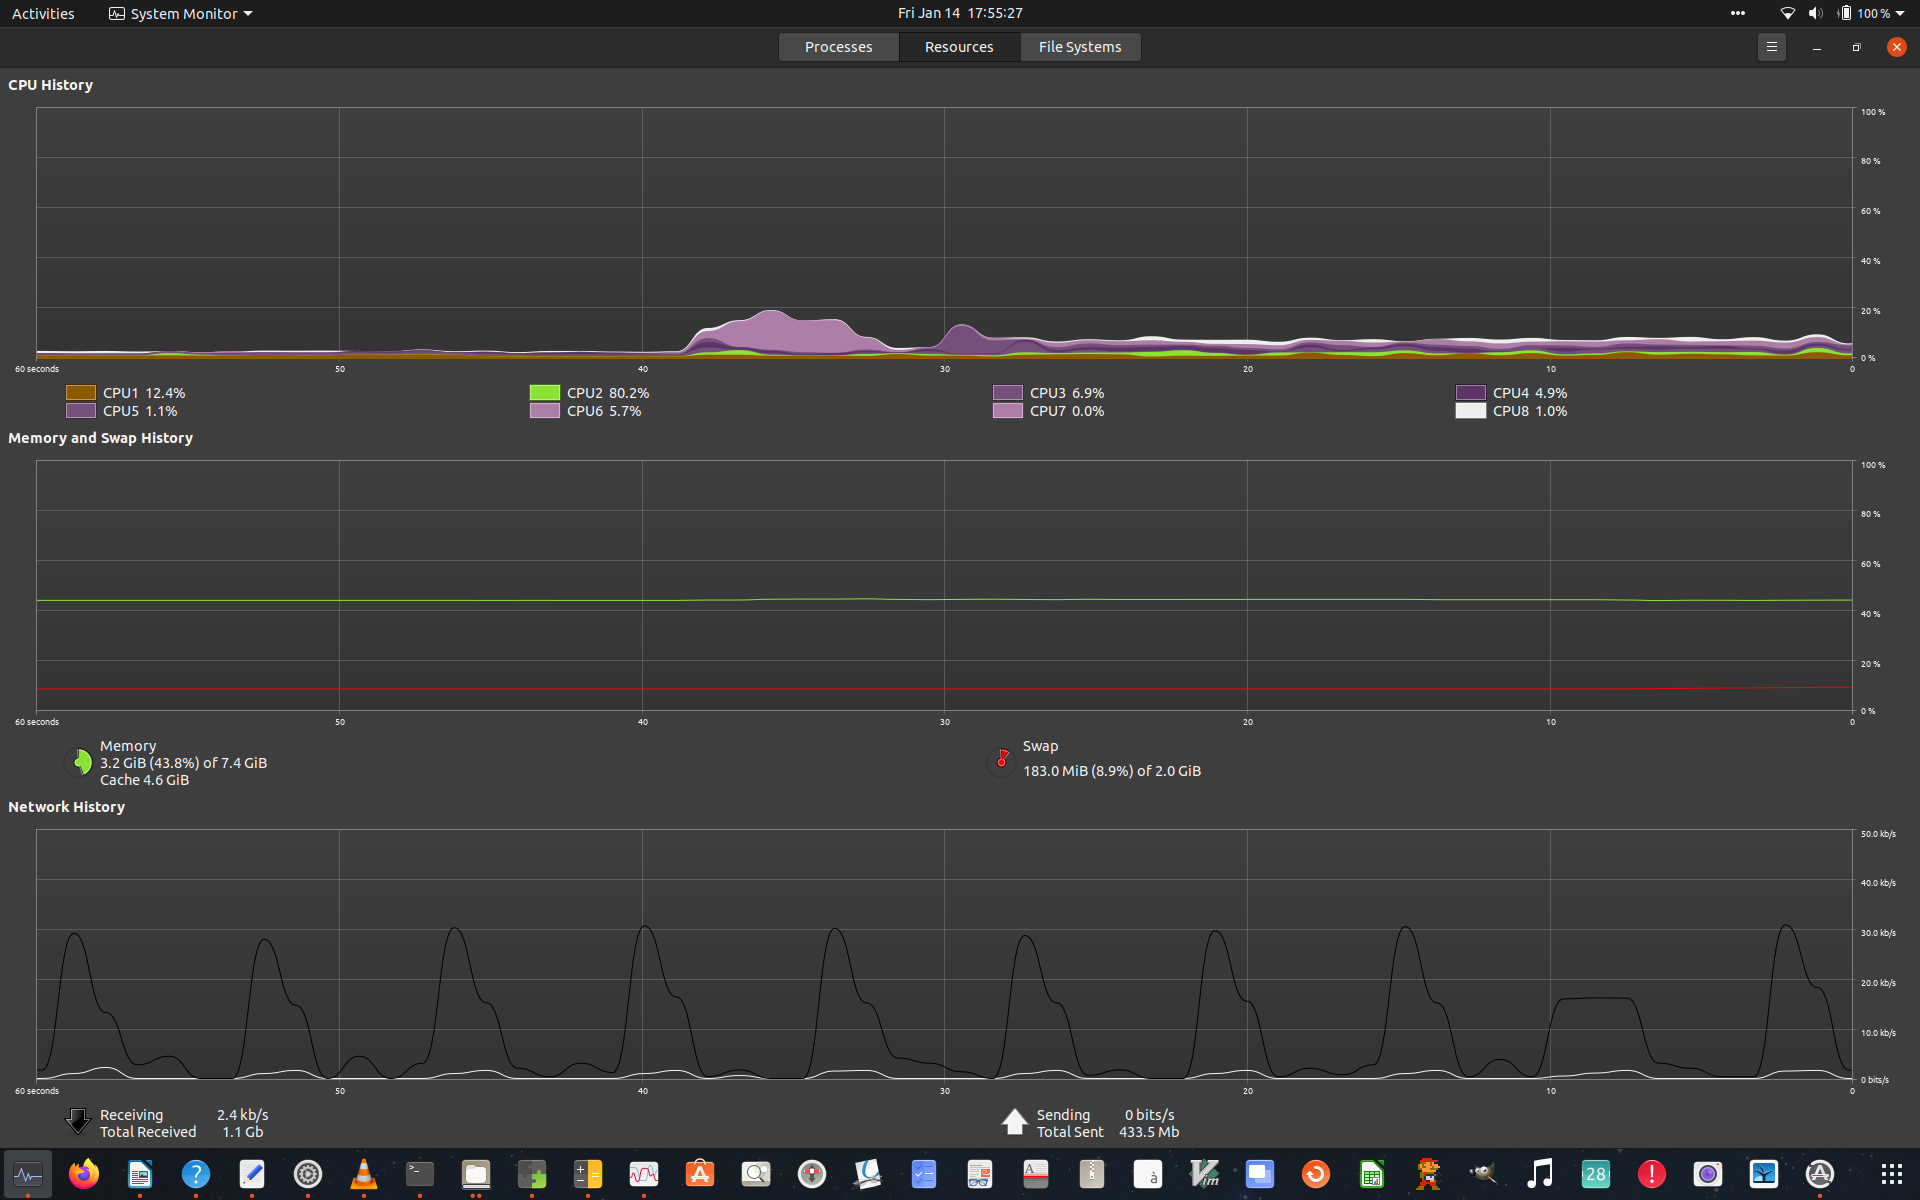 Activities System Monitor Fri Jan 14 17:55:27 100 %
Processes Resources File Systems
CPU History
100 %
80 %
60 %
40 %
20 %
0 %
60 seconds 50 40 30 20 10 0
CPU1 12.4% CPU2 80.2% CPU3 6.9% CPU4 4.9%
CPU5 1.1% CPU6 5.7% CPU7 0.0% CPU8 1.0%
Memory and Swap History
100 %
80 %
60 %
40 %
20 %
0 %
60 seconds 50 40 30 20 10 0
Memory
3.2 GiB (43.8%) of 7.4 GiB
Cache 4.6 GiB
Swap
183.0 MiB (8.9%) of 2.0 GiB
Network History
50.0 kb/s
40.0 kb/s
30.0 kb/s
20.0 kb/s
10.0 kb/s
0 bits/s
60 seconds 50 40 30 20 10 0
Receiving 2.4 kb/s
Total Received 1.1 Gb
Sending 0 bits/s
Total Sent 433.5 Mb
? >_ A A à Vim 28 !